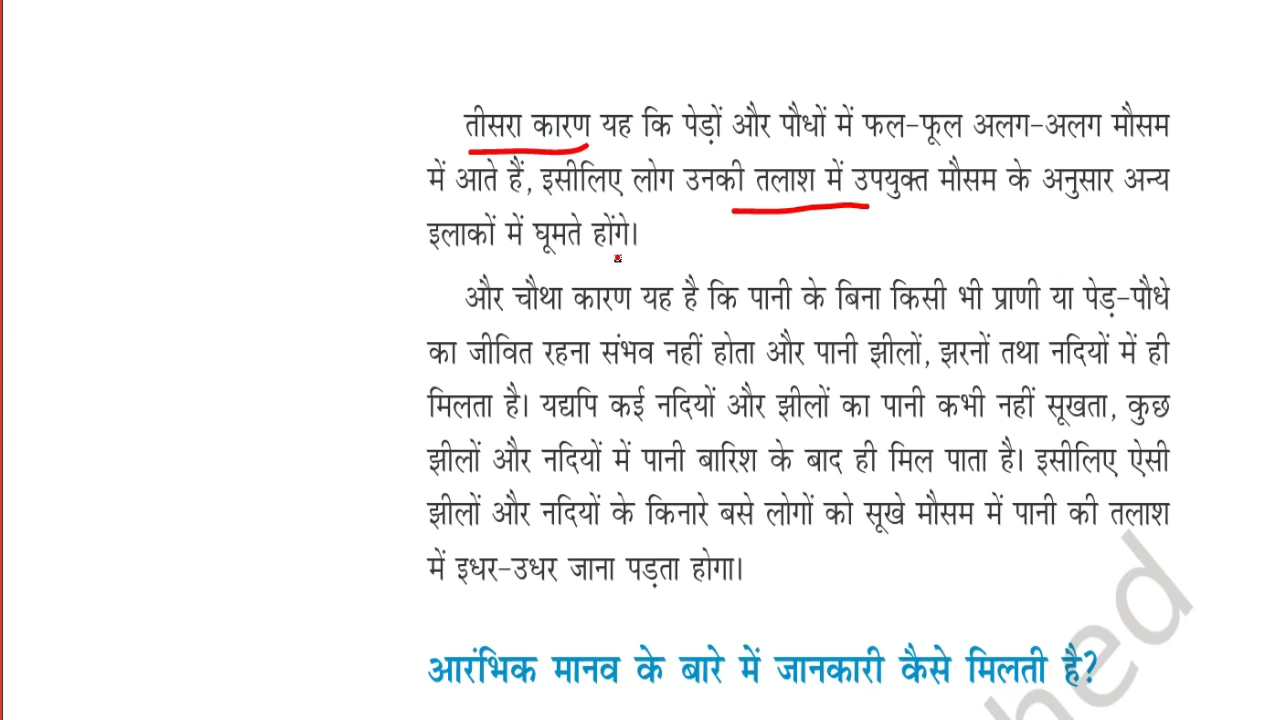 तीसरा कारण यह कि पेड़ों और पौधों में फल-फूल अलग-अलग मौसम
में आते हैं, इसीलिए लोग उनकी तलाश में उपयुक्त मौसम के अनुसार अन्य
इलाकों में घूमते होंगे।
और चौथा कारण यह है कि पानी के बिना किसी भी प्राणी या पेड़-पौधे
का जीवित रहना संभव नहीं होता और पानी झीलों, झरनों तथा नदियों में ही
मिलता है। यद्यपि कई नदियों और झीलों का पानी कभी नहीं सूखता, कुछ
झीलों और नदियों में पानी बारिश के बाद ही मिल पाता है। इसीलिए ऐसी
झीलों और नदियों के किनारे बसे लोगों को सूखे मौसम में पानी की तलाश
में इधर-उधर जाना पड़ता होगा।
आरंभिक मानव के बारे में जानकारी कैसे मिलती है?
hed